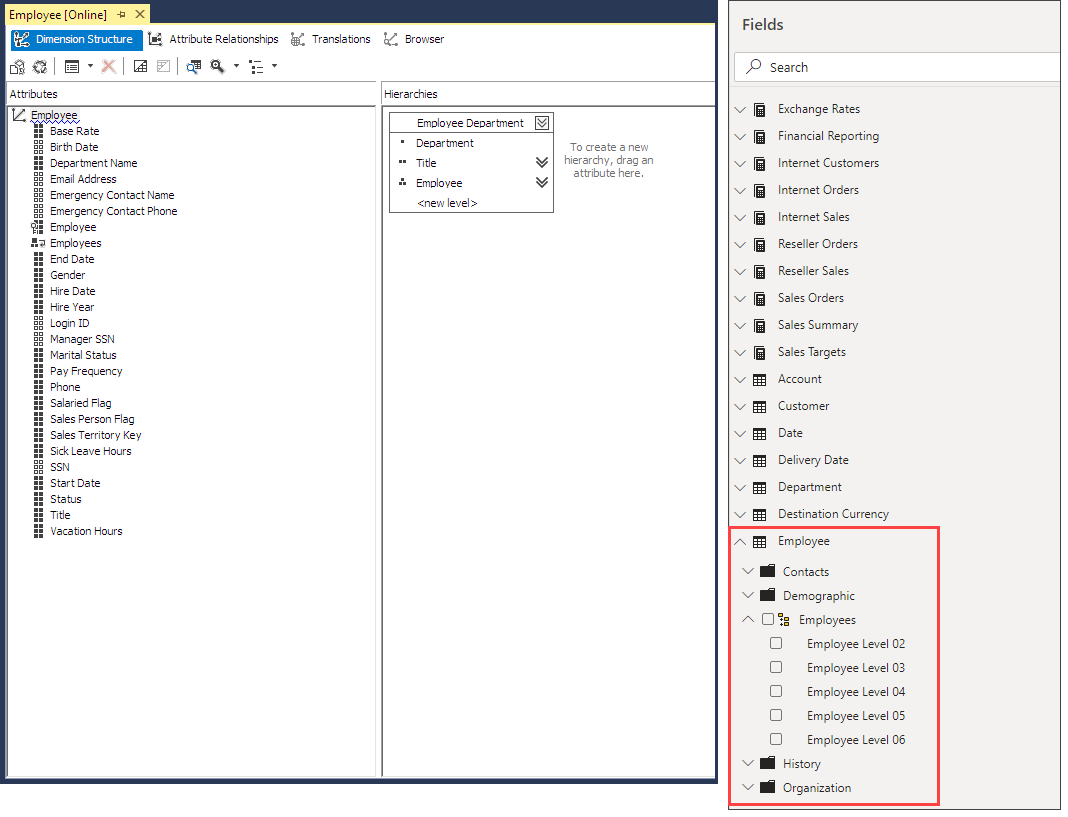 Employee [Online]
Dimension Structure
Attribute Relationships
Translations
Browser
Attributes
Employee
Base Rate
Birth Date
Department Name
Email Address
Emergency Contact Name
Emergency Contact Phone
Employee
Employees
End Date
Gender
Hire Date
Hire Year
Login ID
Manager SSN
Marital Status
Pay Frequency
Phone
Salaried Flag
Sales Person Flag
Sales Territory Key
Sick Leave Hours
SSN
Start Date
Status
Title
Vacation Hours
Hierarchies
Employee Department
Department
Title
Employee
<new level>
To create a new
hierarchy, drag an
attribute here.
Fields
Search
Exchange Rates
Financial Reporting
Internet Customers
Internet Orders
Internet Sales
Reseller Orders
Reseller Sales
Sales Orders
Sales Summary
Sales Targets
Account
Customer
Date
Delivery Date
Department
Destination Currency
Employee
Contacts
Demographic
Employees
Employee Level 02
Employee Level 03
Employee Level 04
Employee Level 05
Employee Level 06
History
Organization